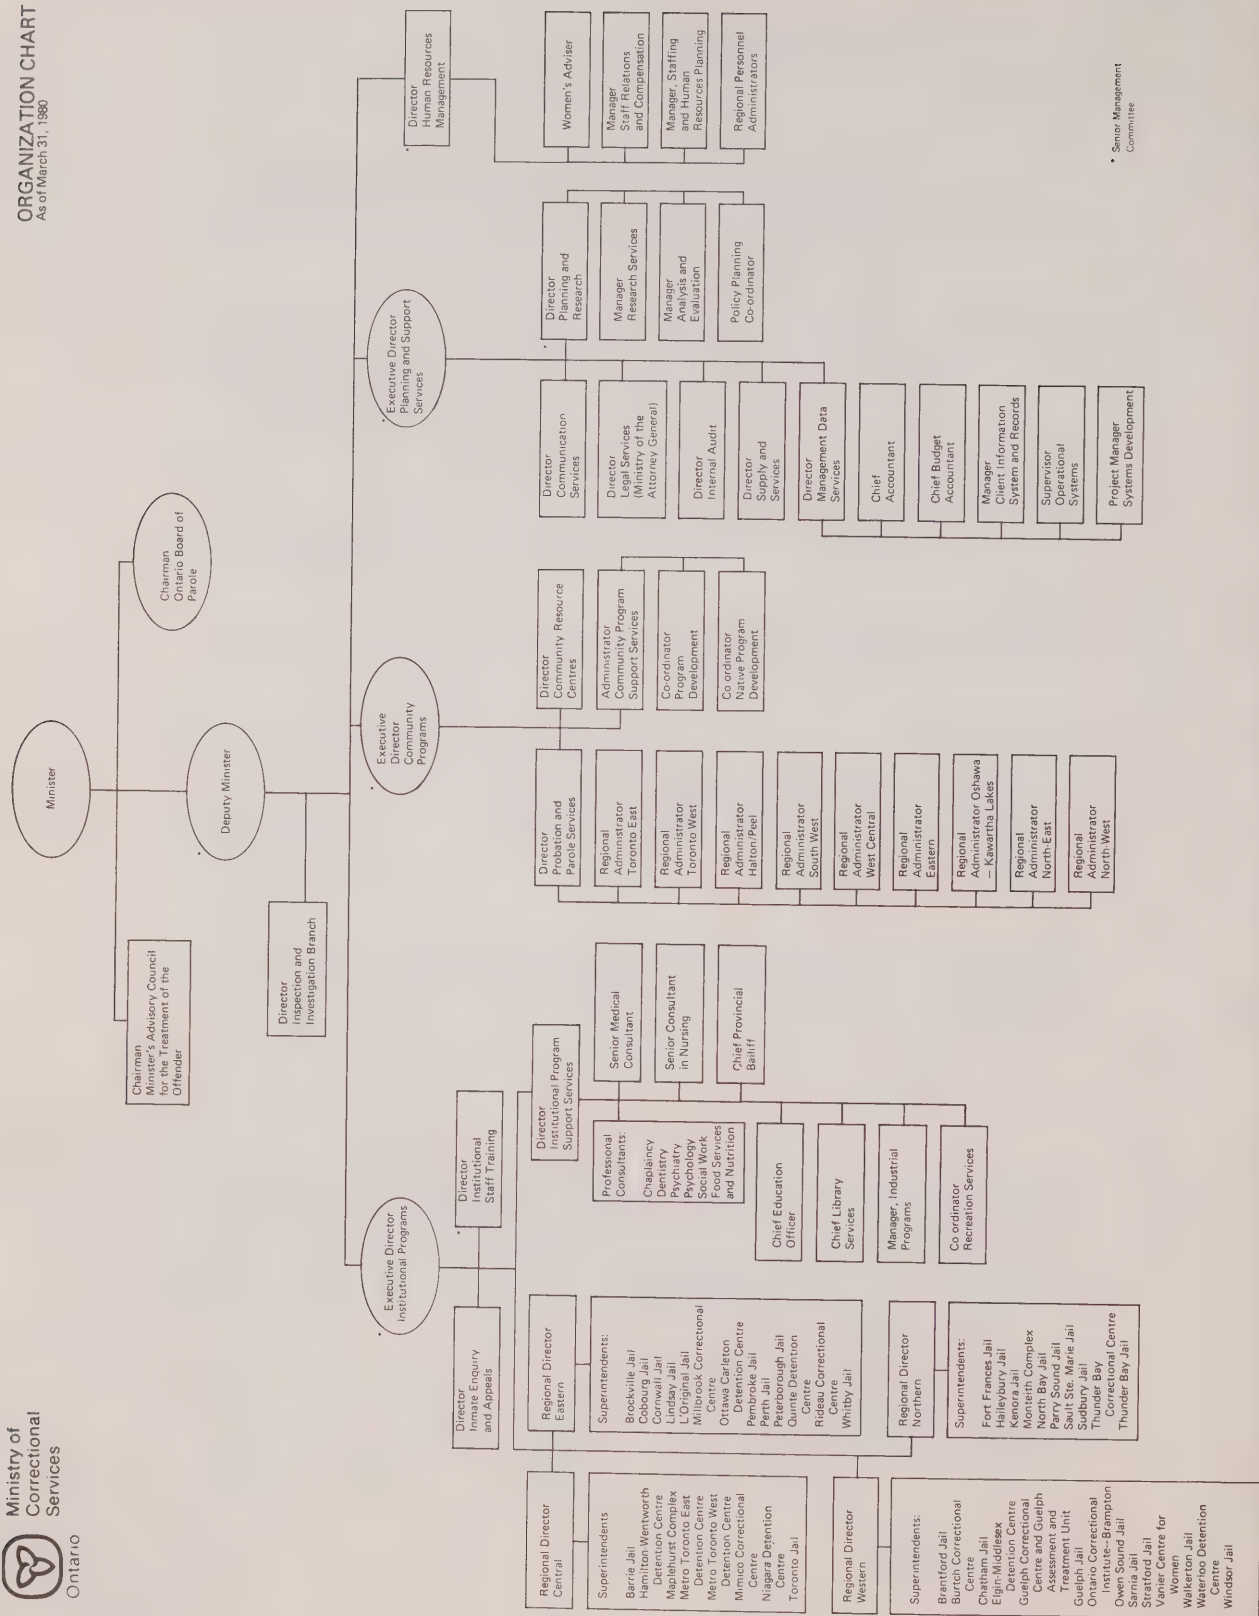 Ministry of
Correctional
Services
Ontario
ORGANIZATION CHART
As of March 31, 1980
Minister
Chairman
Minister's Advisory Council
for the Treatment of the
Offender
Chairman
Ontario Board of
Parole
Deputy Minister
Director
Inspection and
Investigation Branch
Executive Director
Institutional Programs
Executive
Director
Community
Programs
Executive Director
Planning and Support
Services
Director
Human Resources
Management
Director
Inmate Enquiry
and Appeals
Director
Institutional
Staff Training
Regional Director
Central
Superintendents
Barrie Jail
Hamilton-Wentworth
Detention Centre
Maplehurst Complex
Metro Toronto East
Detention Centre
Metro Toronto West
Detention Centre
Mimico Correctional
Centre
Niagara Detention
Centre
Toronto Jail
Regional Director
Eastern
Superintendents:
Brockville Jail
Cobourg Jail
Cornwall Jail
Lindsay Jail
L'Original Jail
Millbrook Correctional
Centre
Ottawa Carleton
Detention Centre
Pembroke Jail
Perth Jail
Peterborough Jail
Quinte Detention
Centre
Rideau Correctional
Centre
Whitby Jail
Regional Director
Western
Superintendents:
Brantford Jail
Burtch Correctional
Centre
Chatham Jail
Elgin-Middlesex
Detention Centre
Guelph Correctional
Centre and Guelph
Assessment and
Treatment Unit
Guelph Jail
Ontario Correctional
Institute--Brampton
Owen Sound Jail
Sarnia Jail
Stratford Jail
Vanier Centre for
Women
Walkerton Jail
Waterloo Detention
Centre
Windsor Jail
Regional Director
Northern
Superintendents:
Fort Frances Jail
Haileybury Jail
Kenora Jail
Monteith Complex
North Bay Jail
Parry Sound Jail
Sault Ste. Marie Jail
Sudbury Jail
Thunder Bay
Correctional Centre
Thunder Bay Jail
Director
Institutional Program
Support Services
Professional
Consultants:
Chaplaincy
Dentistry
Psychiatry
Psychology
Social Work
Food Services
and Nutrition
Senior Medical
Consultant
Senior Consultant
in Nursing
Chief Provincial
Bailiff
Chief Education
Officer
Chief Library
Services
Manager, Industrial
Programs
Co ordinator
Recreation Services
Director
Probation and
Parole Services
Regional
Administrator
Toronto East
Regional
Administrator
Toronto West
Regional
Administrator
Halton/Peel
Regional
Administrator
South West
Regional
Administrator
West Central
Regional
Administrator
Eastern
Regional
Administrator Oshawa
– Kawartha Lakes
Regional
Administrator
North-East
Regional
Administrator
North-West
Director
Community Resource
Centres
Administrator
Community Program
Support Services
Co-ordinator
Program
Development
Co ordinator
Native Program
Development
Director
Communication
Services
Director
Legal Services
(Ministry of the
Attorney General)
Director
Internal Audit
Director
Supply and
Services
Director
Management Data
Services
Chief
Accountant
Chief Budget
Accountant
Manager
Client Information
System and Records
Supervisor
Operational
Systems
Project Manager
Systems Development
Director
Planning and
Research
Manager
Research Services
Manager
Analysis and
Evaluation
Policy Planning
Co-ordinator
Women's Adviser
Manager
Staff Relations
and Compensation
Manager, Staffing
and Human
Resources Planning
Regional Personnel
Administrators
* Senior Management
Committee